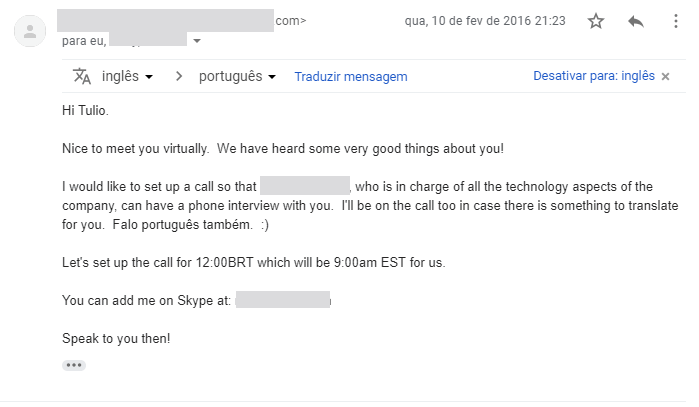 com> qua, 10 de fev de 2016 21:23
para eu,
inglês > português Traduzir mensagem Desativar para: inglês ×
Hi Tulio.
Nice to meet you virtually.  We have heard some very good things about you!
I would like to set up a call so that , who is in charge of all the technology aspects of the
company, can have a phone interview with you.  I'll be on the call too in case there is something to translate
for you.  Falo português também.  :)
Let's set up the call for 12:00BRT which will be 9:00am EST for us.
You can add me on Skype at:
Speak to you then!